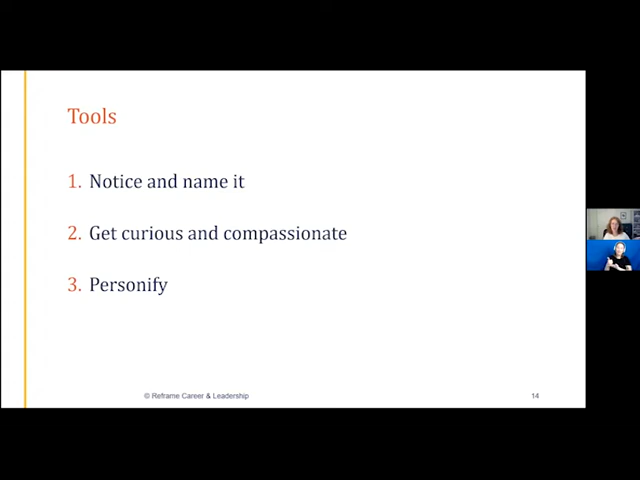 Tools
1. Notice and name it
2. Get curious and compassionate
3. Personify
© Reframe Career & Leadership
14